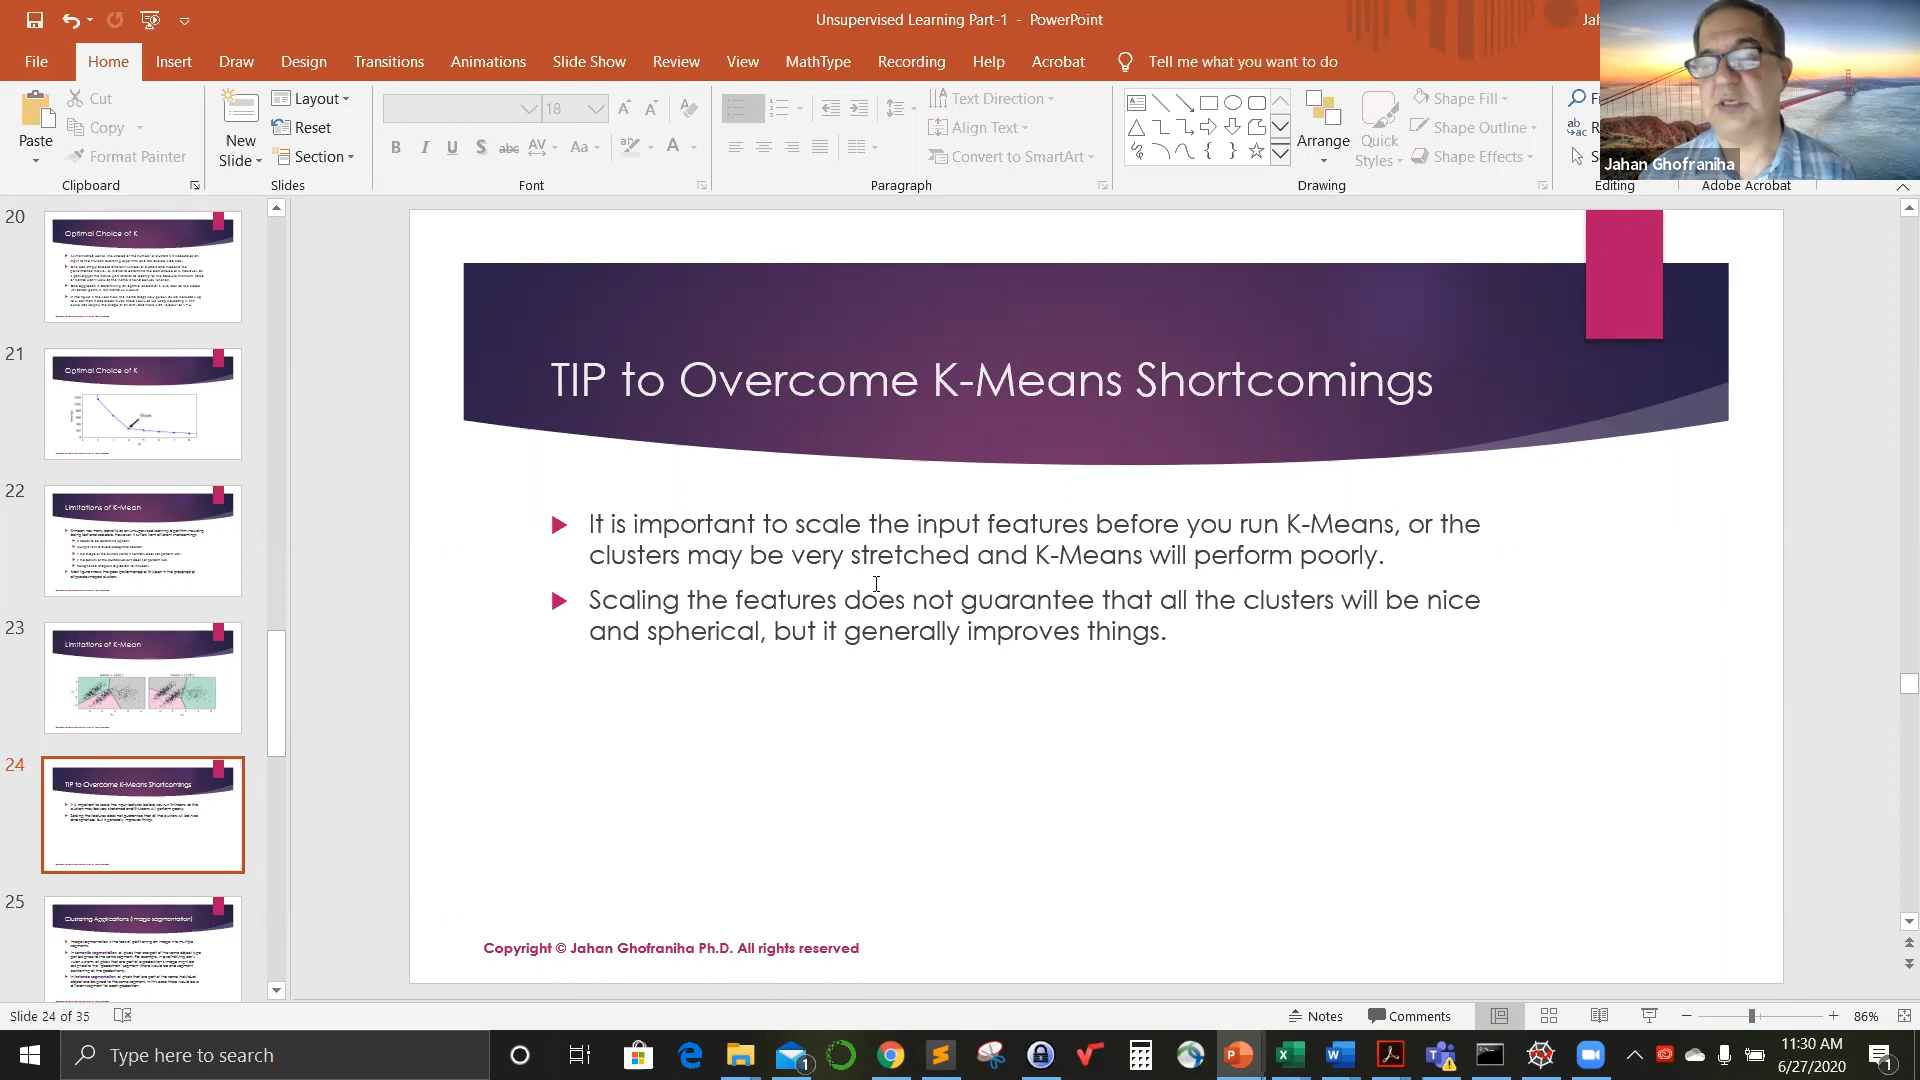 Unsupervised Learning Part-1 - PowerPoint
File Home Insert Draw Design Transitions Animations Slide Show Review View MathType Recording Help Acrobat Tell me what you want to do
Paste
Cut
Copy
Format Painter
Clipboard
New
Slide
Layout
Reset
Section
Slides
18
B I U S abc AV Aa A
Font
Text Direction
Align Text
Convert to SmartArt
Paragraph
Arrange
Quick
Styles
Shape Fill
Shape Outline
Shape Effects
Drawing
Editing
Adobe Acrobat
Jahan Ghofraniha
20
Optimal Choice of K
21
Optimal Choice of K
22
Limitations of K-Mean
23
Limitations of K-Mean
24
TIP to Overcome K-Means Shortcomings
25
Clustering Applications (Image segmentation)
TIP to Overcome K-Means Shortcomings
It is important to scale the input features before you run K-Means, or the
clusters may be very stretched and K-Means will perform poorly.
Scaling the features does not guarantee that all the clusters will be nice
and spherical, but it generally improves things.
Copyright © Jahan Ghofraniha Ph.D. All rights reserved
Slide 24 of 35
Notes
Comments
86%
Type here to search
11:30 AM
6/27/2020